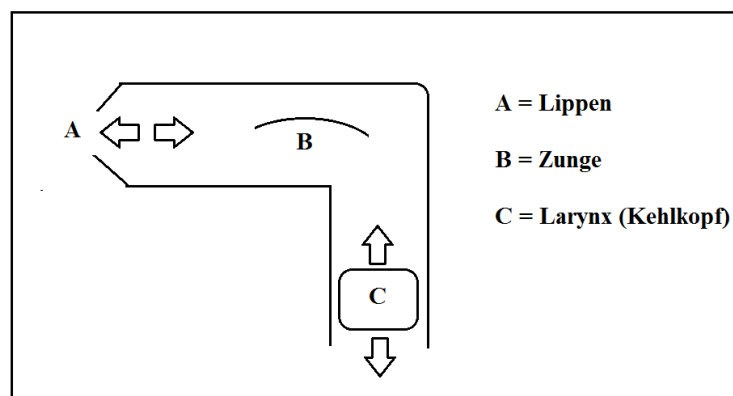 A
B
C
A = Lippen
B = Zunge
C = Larynx (Kehlkopf)